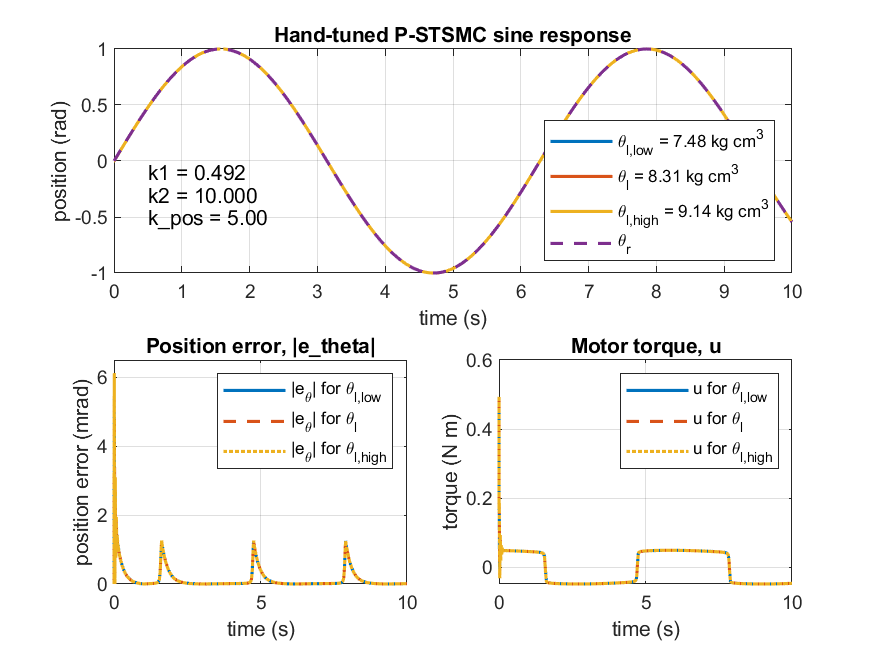 Hand-tuned P-STSMC sine response
position (rad)
1
0.5
0
-0.5
-1
k1 = 0.492
k2 = 10.000
k_pos = 5.00
θl,low = 7.48 kg cm³
θl = 8.31 kg cm³
θl,high = 9.14 kg cm³
θr
0 1 2 3 4 5 6 7 8 9 10
time (s)
Position error, |e_theta|
position error (mrad)
6
4
2
0
|eθ| for θl,low
|eθ| for θl
|eθ| for θl,high
0 5 10
time (s)
Motor torque, u
torque (N m)
0.6
0.4
0.2
0
u for θl,low
u for θl
u for θl,high
0 5 10
time (s)